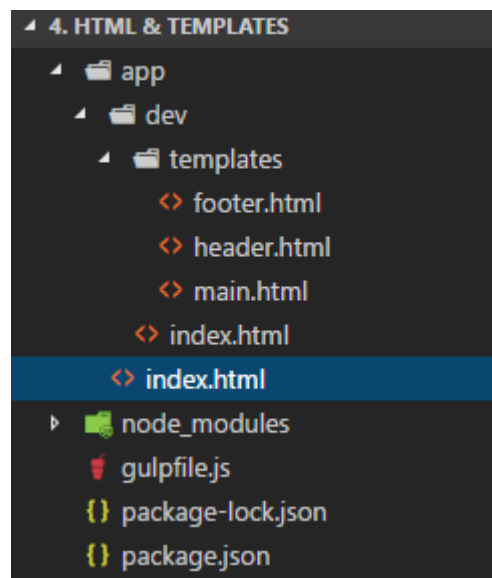 4. HTML & TEMPLATES
app
dev
templates
<> footer.html
<> header.html
<> main.html
<> index.html
<> index.html
node_modules
gulpfile.js
{} package-lock.json
{} package.json